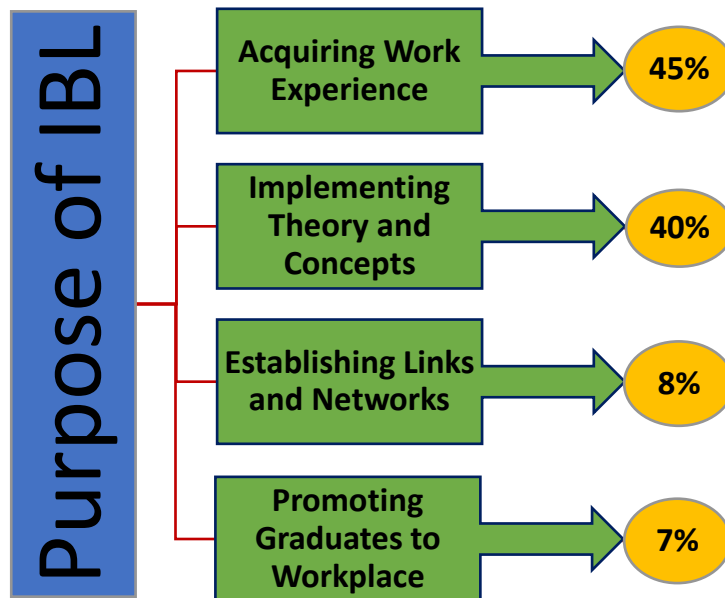 Purpose of IBL
Acquiring Work
Experience
45%
Implementing
Theory and
Concepts
40%
Establishing Links
and Networks
8%
Promoting
Graduates to
Workplace
7%